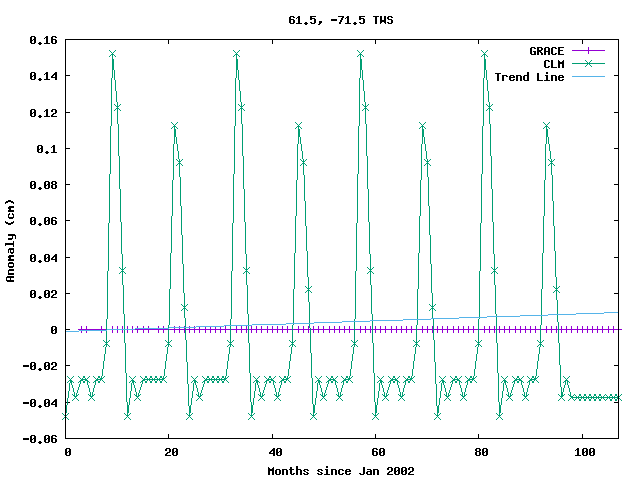 61.5, -71.5 TWS
GRACE
CLM
Trend Line
Anomaly (cm)
0.16
0.14
0.12
0.1
0.08
0.06
0.04
0.02
0
-0.02
-0.04
-0.06
0 20 40 60 80 100
Months since Jan 2002